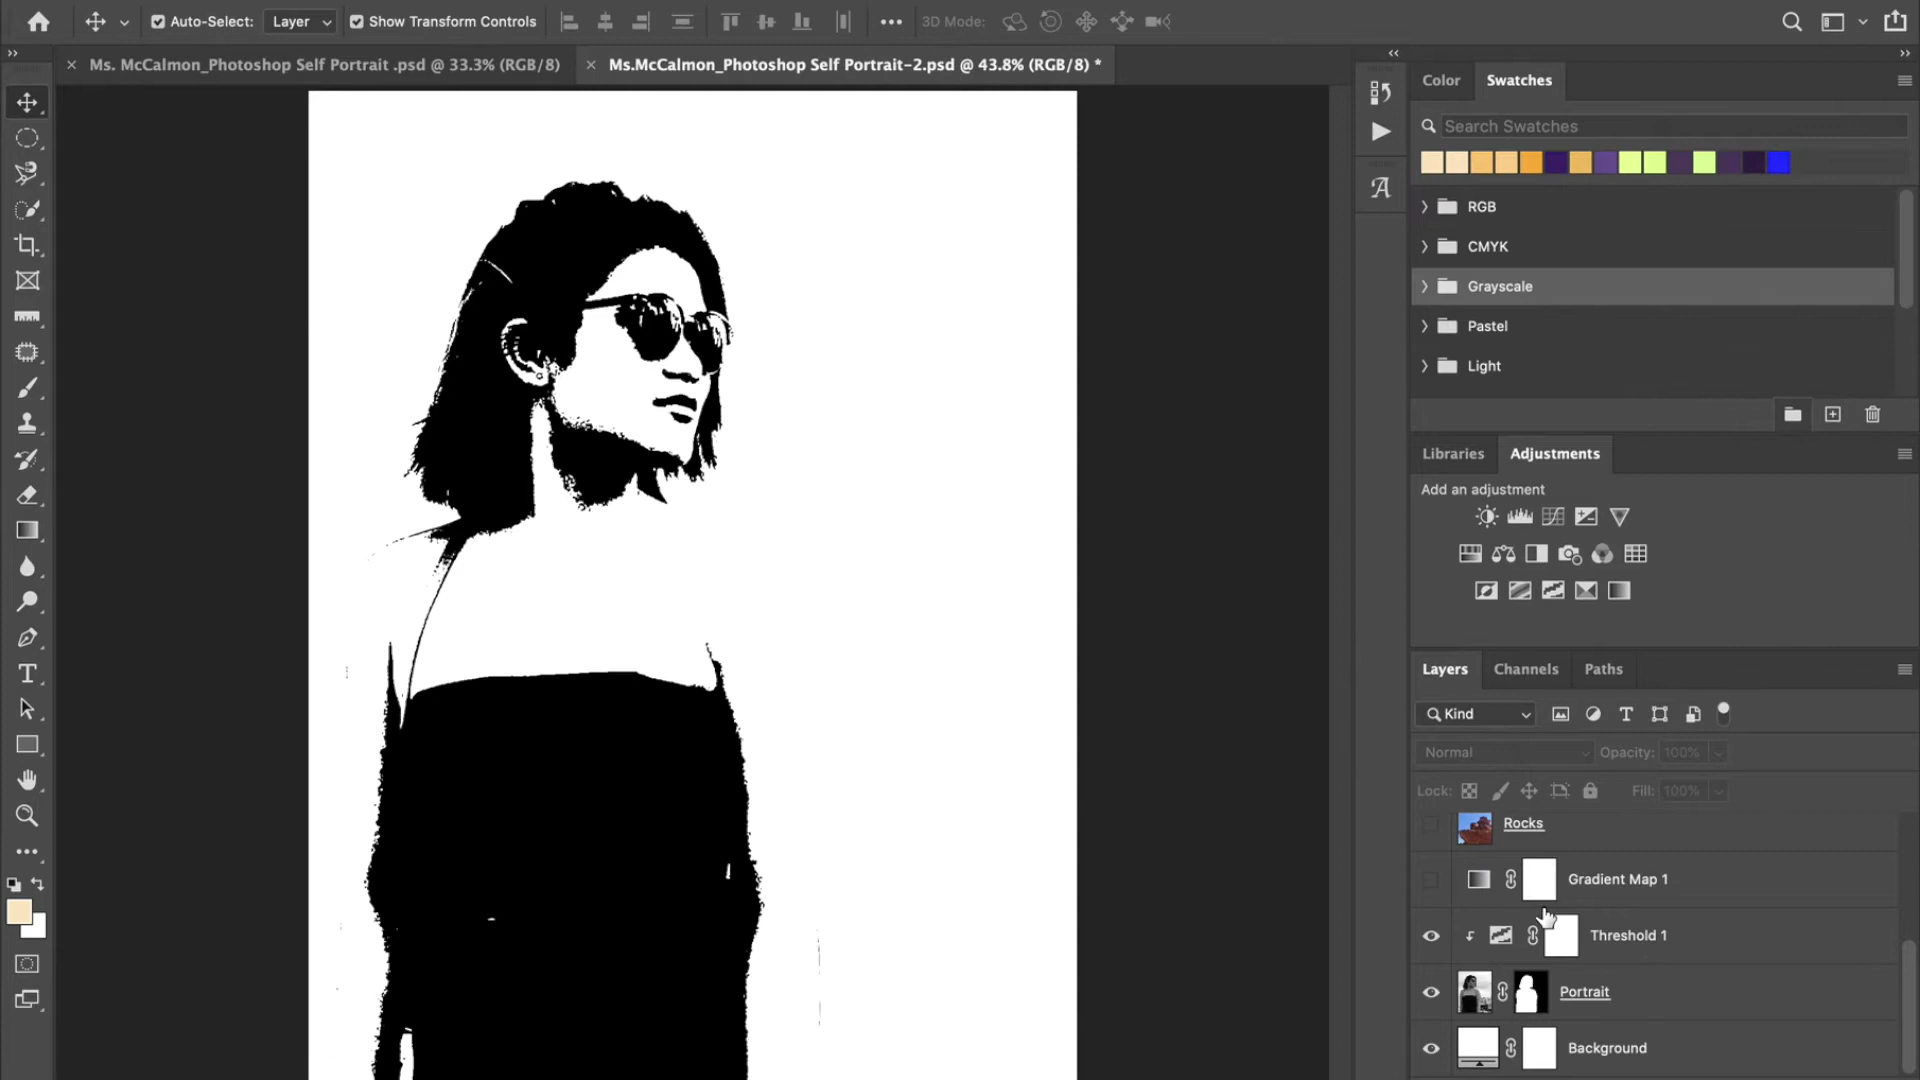 Auto-Select: Layer Show Transform Controls 3D Mode:
Ms. McCalmon_Photoshop Self Portrait .psd @ 33.3% (RGB/8) Ms.McCalmon_Photoshop Self Portrait-2.psd @ 43.8% (RGB/8) *
Color Swatches
Search Swatches
RGB
CMYK
Grayscale
Pastel
Light
Libraries Adjustments
Add an adjustment
Layers Channels Paths
Kind
Normal Opacity: 100%
Lock: Fill: 100%
Rocks
Gradient Map 1
Threshold 1
Portrait
Background